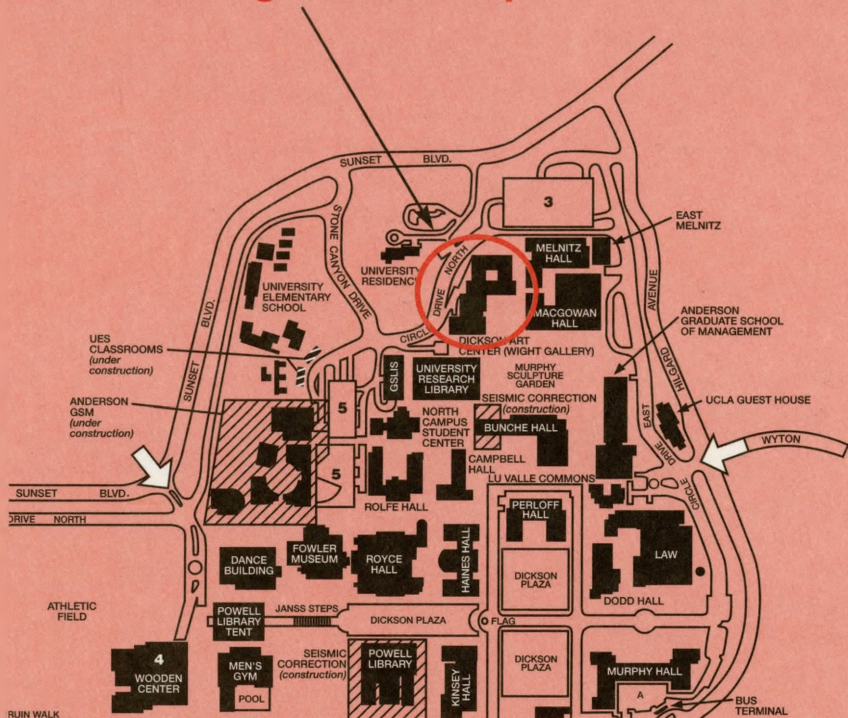 SUNSET BLVD.
3
EAST
MELNITZ
STONE CANYON DRIVE
MELNITZ
HALL
UNIVERSITY
NORTH
DRIVE
CIRCL
AVENUE
HILGARD
UNIVERSITY
ELEMENTARY
SCHOOL
SUNSET BLVD.
MACGOWAN
HALL
ANDERSON
GRADUATE SCHOOL
OF MANAGEMENT
UES
CLASSROOMS
(under
construction)
DICKSON ART
CENTER (WIGHT GALLERY)
GSLIS
UNIVERSITY
RESEARCH
LIBRARY
MURPHY
SCULPTURE
GARDEN
SEISMIC CORRECTION
(construction)
UCLA GUEST HOUSE
ANDERSON
GSM
(under
construction)
5
NORTH
CAMPUS
STUDENT
CENTER
BUNCHE HALL
EAST
DRIVE
CIRCLE
WYTON
5
CAMPBELL
HALL
LU VALLE COMMONS
SUNSET BLVD.
DRIVE NORTH
ROLFE HALL
PERLOFF
HALL
DANCE
BUILDING
FOWLER
MUSEUM
ROYCE
HALL
HAINES HALL
LAW
DICKSON
PLAZA
DODD HALL
ATHLETIC
FIELD
POWELL
LIBRARY
TENT
JANSS STEPS
DICKSON PLAZA
FLAG
4
WOODEN
CENTER
MEN'S
GYM
POOL
SEISMIC
CORRECTION
(construction)
POWELL
LIBRARY
KINSEY
HALL
DICKSON
PLAZA
MURPHY HALL
A
BUS
TERMINAL
RUIN WALK